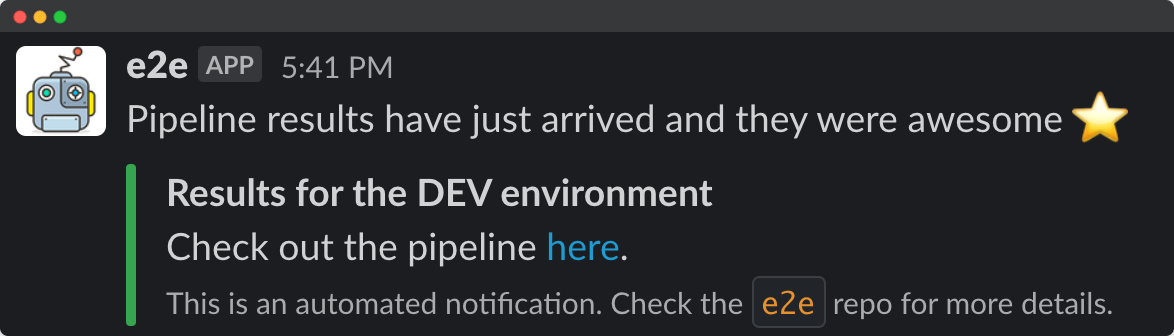 e2e APP 5:41 PM
Pipeline results have just arrived and they were awesome ⭐
Results for the DEV environment
Check out the pipeline here.
This is an automated notification. Check the e2e repo for more details.